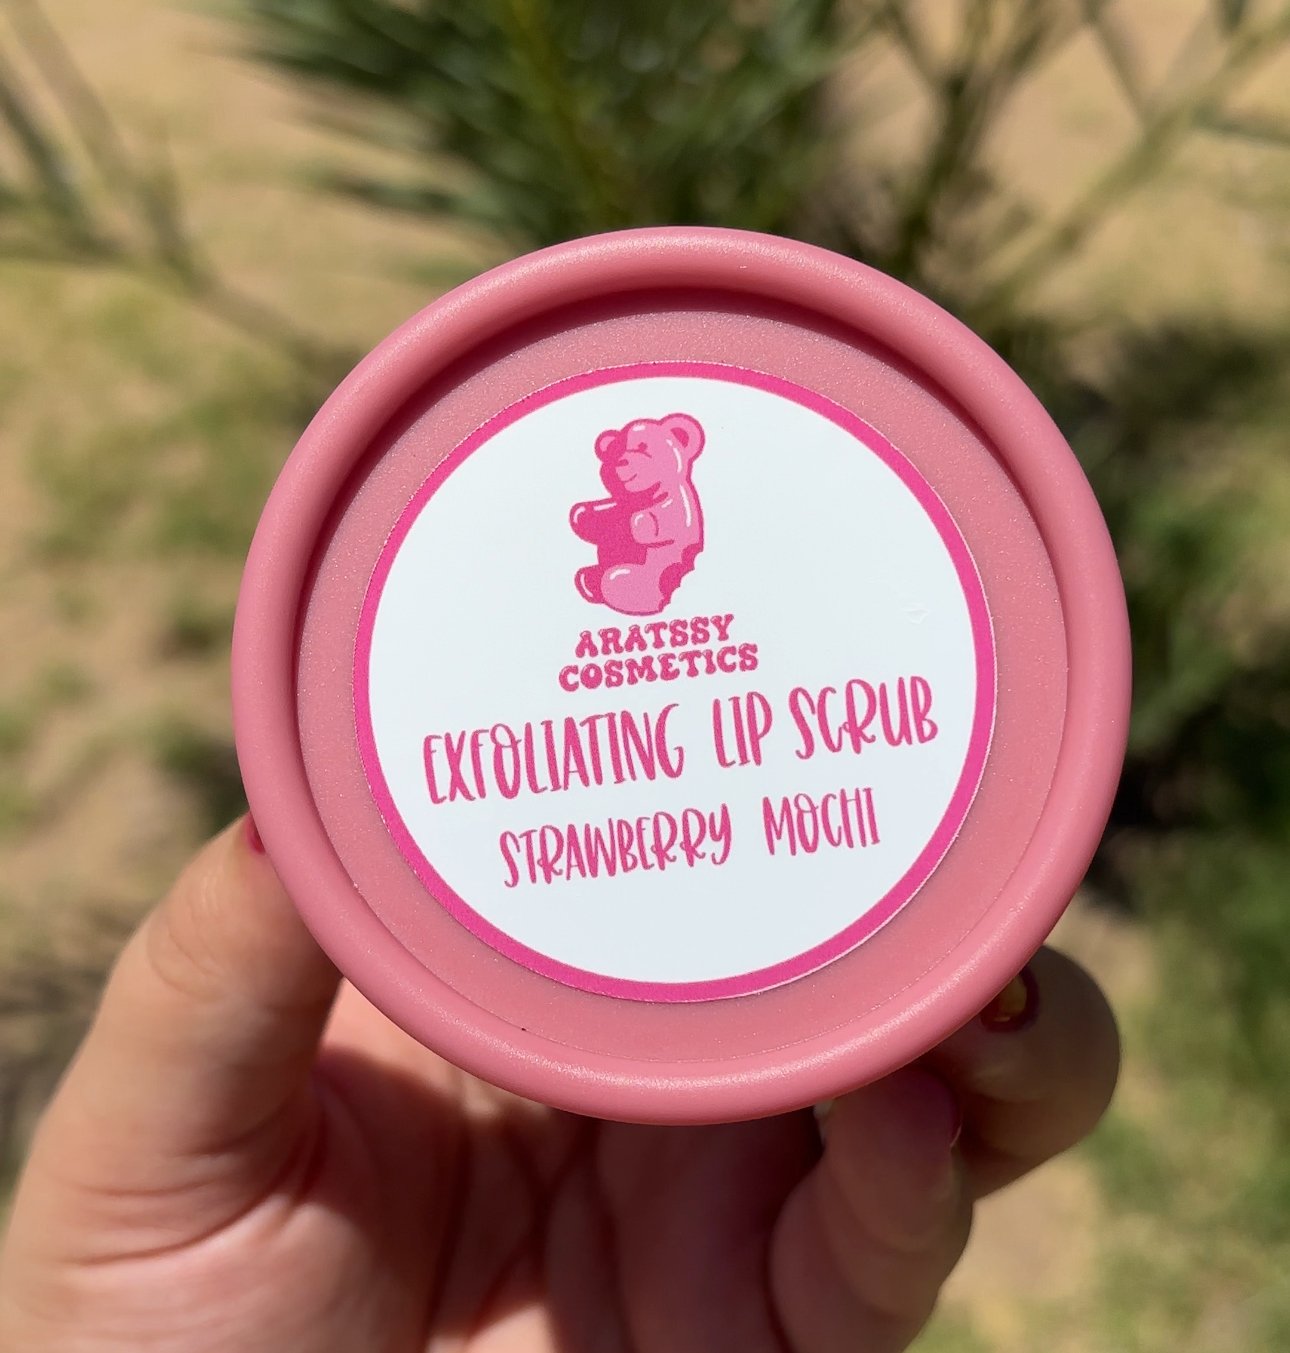 ARATSSY
COSMETICS
EXFOLIATING LIP SCRUB
STRAWBERRY MOCHI